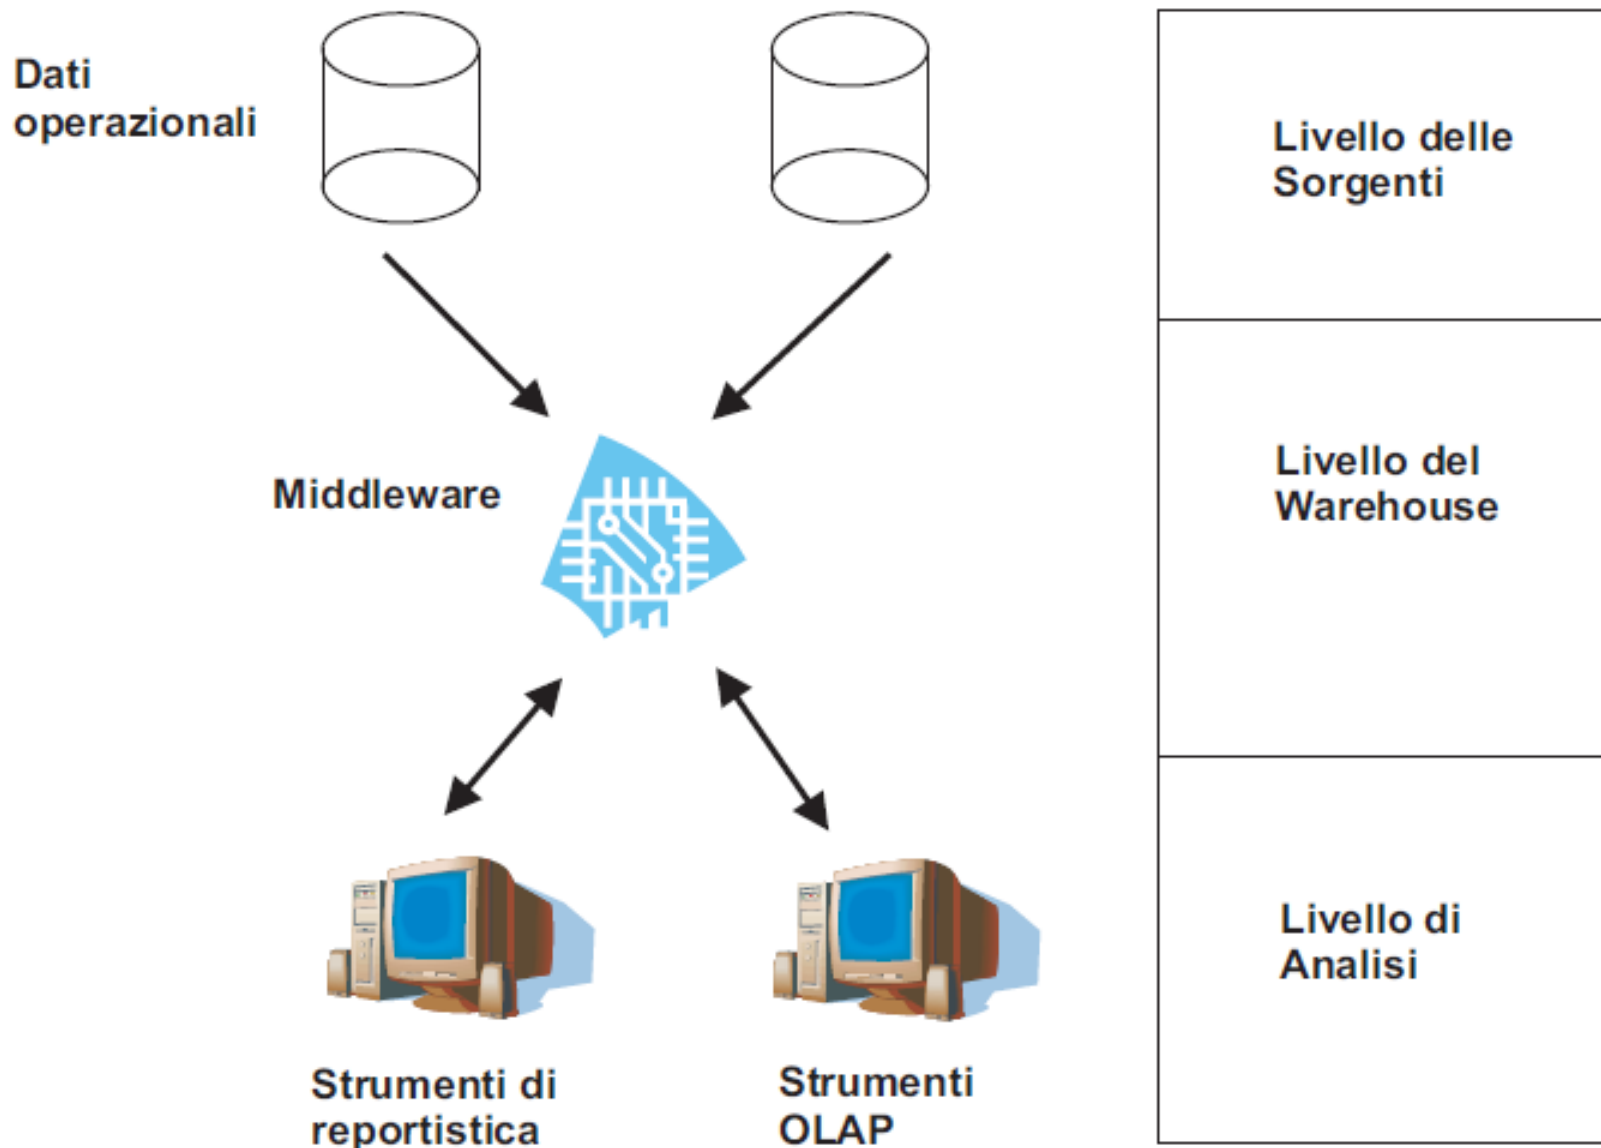 Dati
operazionali
Livello delle
Sorgenti
Middleware
Livello del
Warehouse
Livello di
Analisi
Strumenti di
reportistica
Strumenti
OLAP